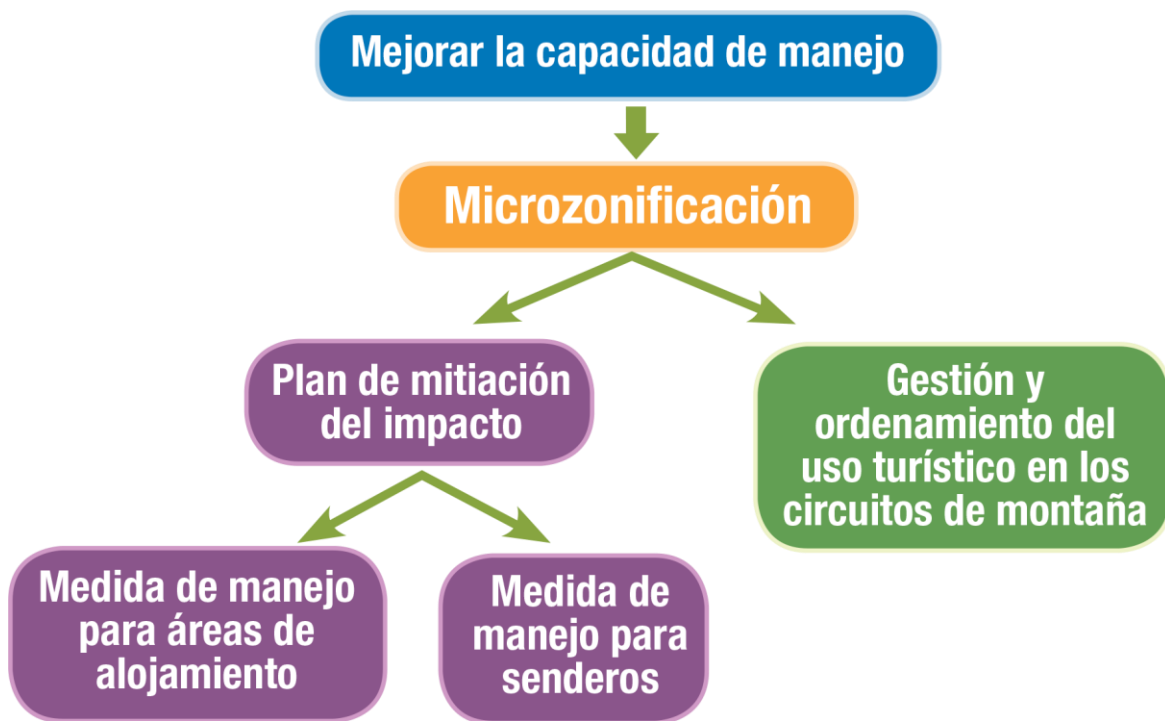 Mejorar la capacidad de manejo
Microzonificación
Plan de mitiación
del impacto
Gestión y
ordenamiento del
uso turístico en los
circuitos de montaña
Medida de manejo
para áreas de
alojamiento
Medida de
manejo para
senderos